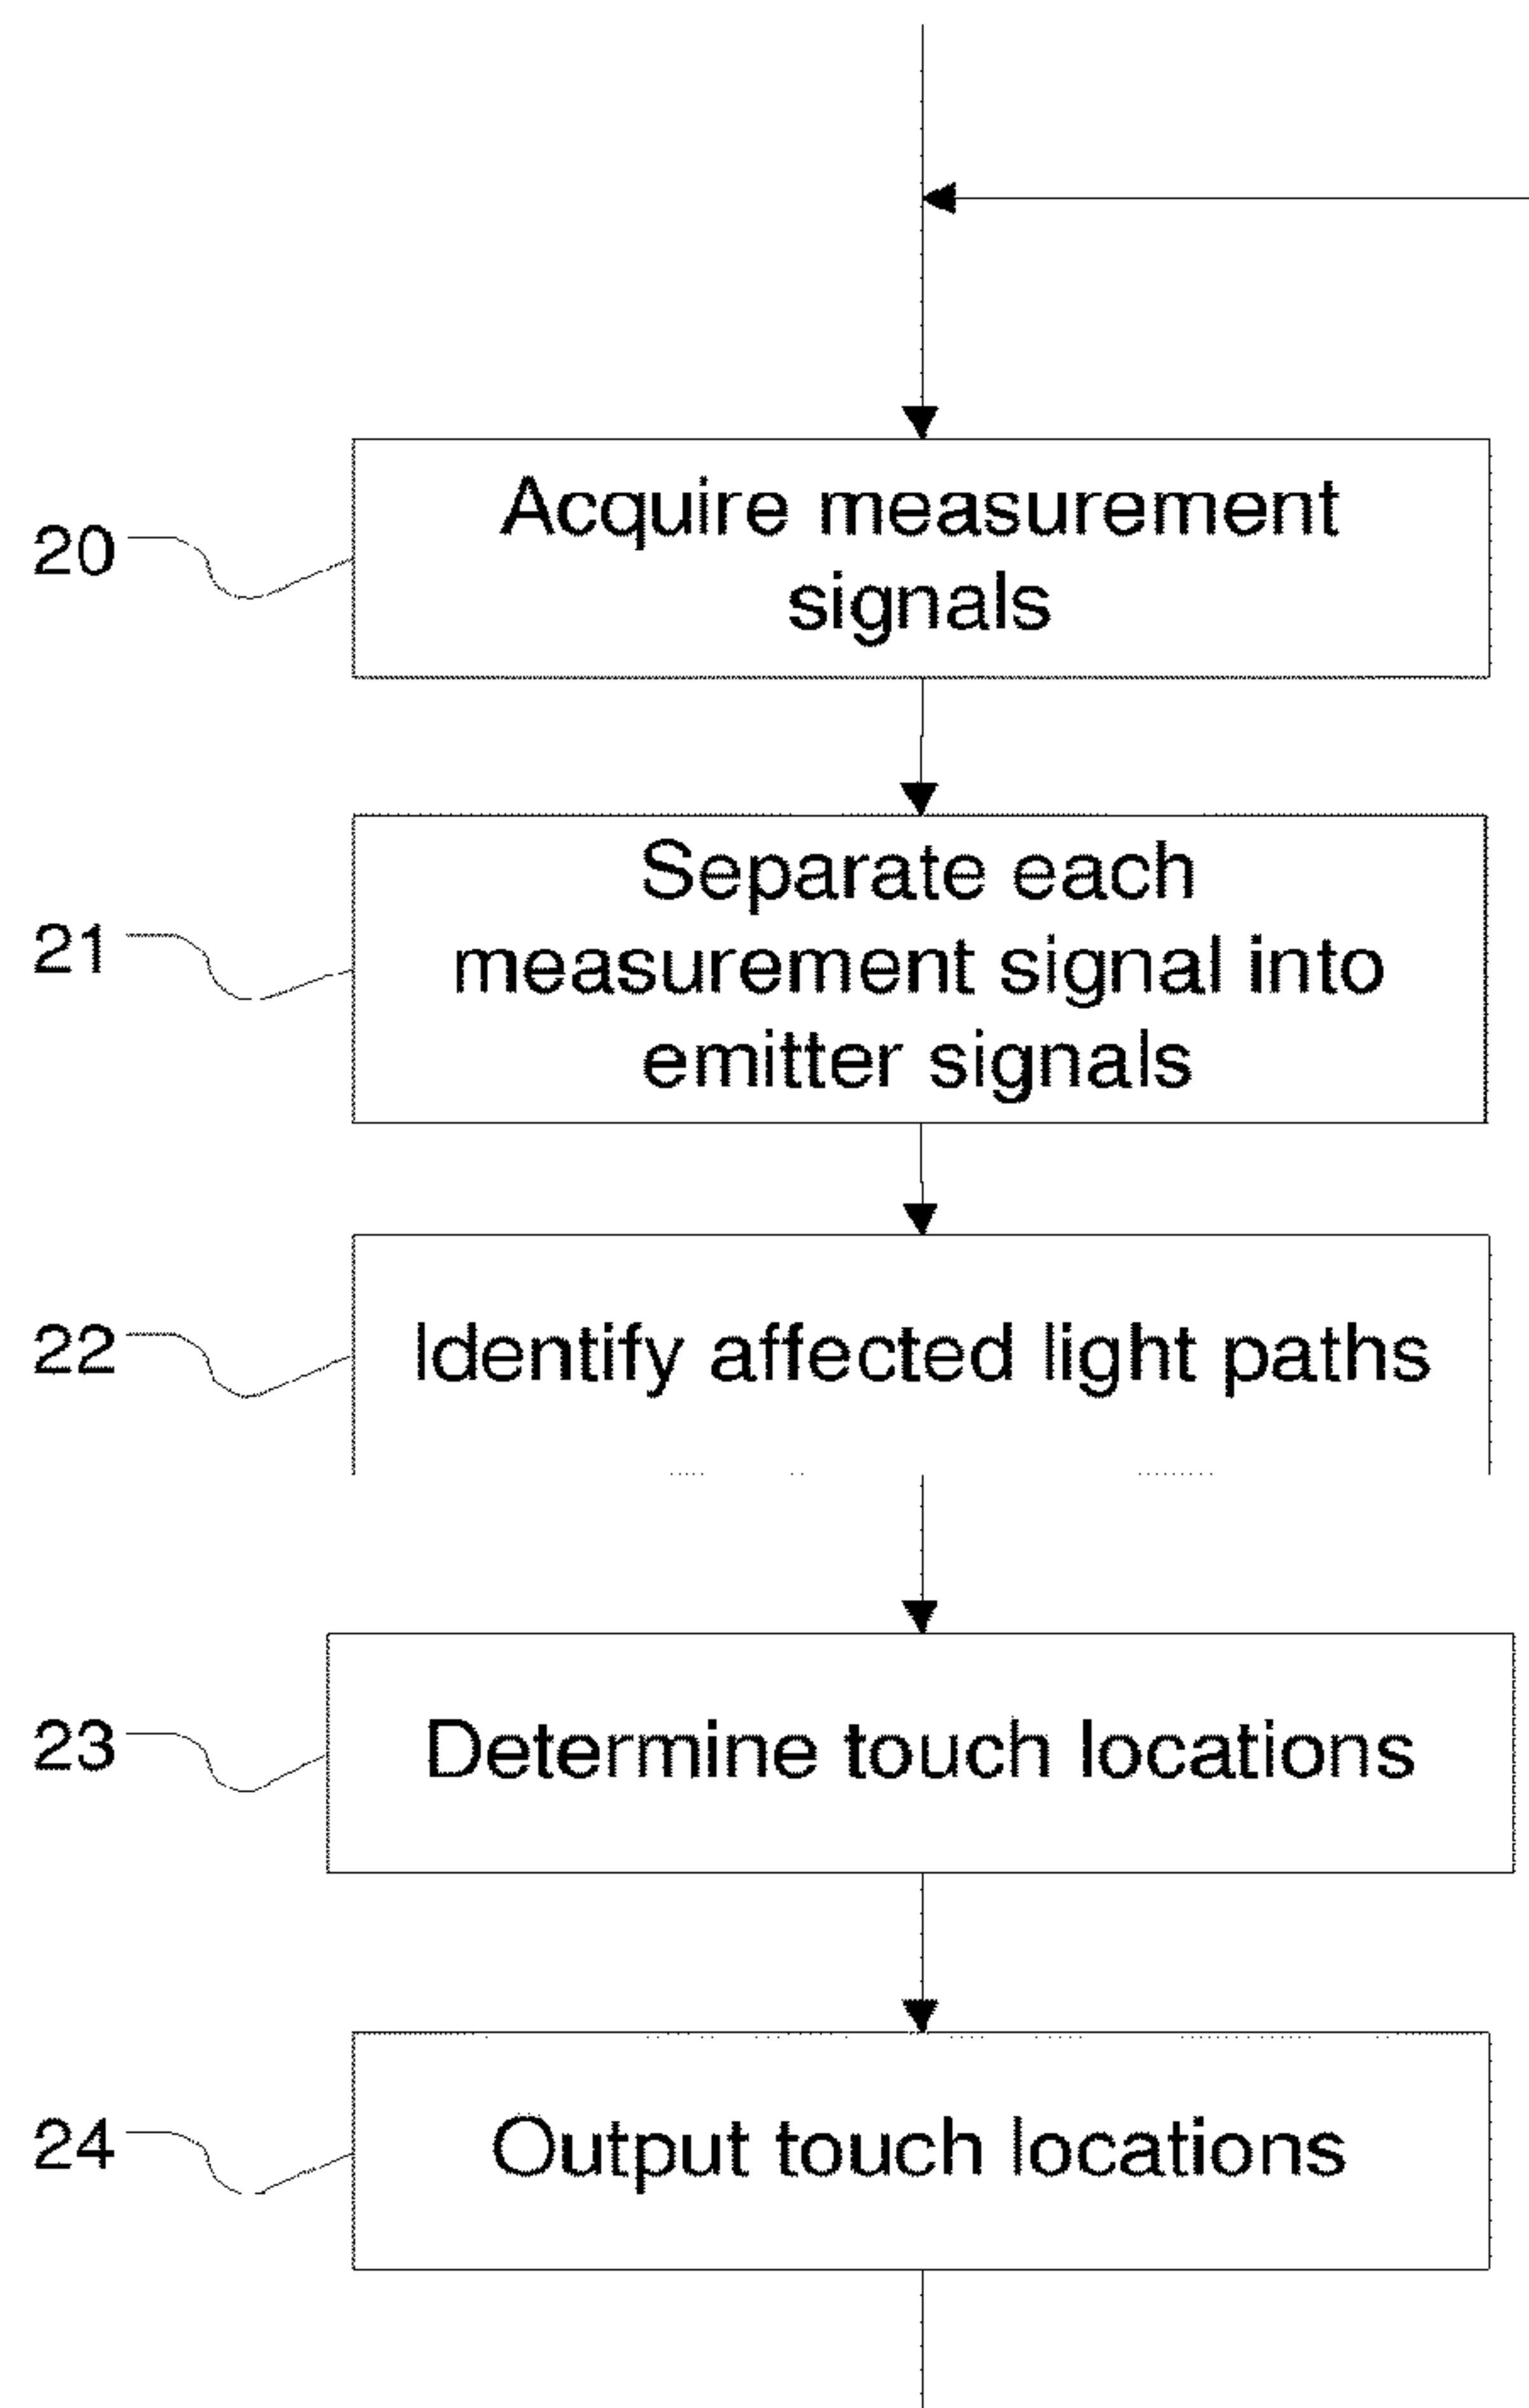 20
Acquire measurement
signals
21
Separate each
measurement signal into
emitter signals
22
Identify affected light paths
23
Determine touch locations
24
Output touch locations